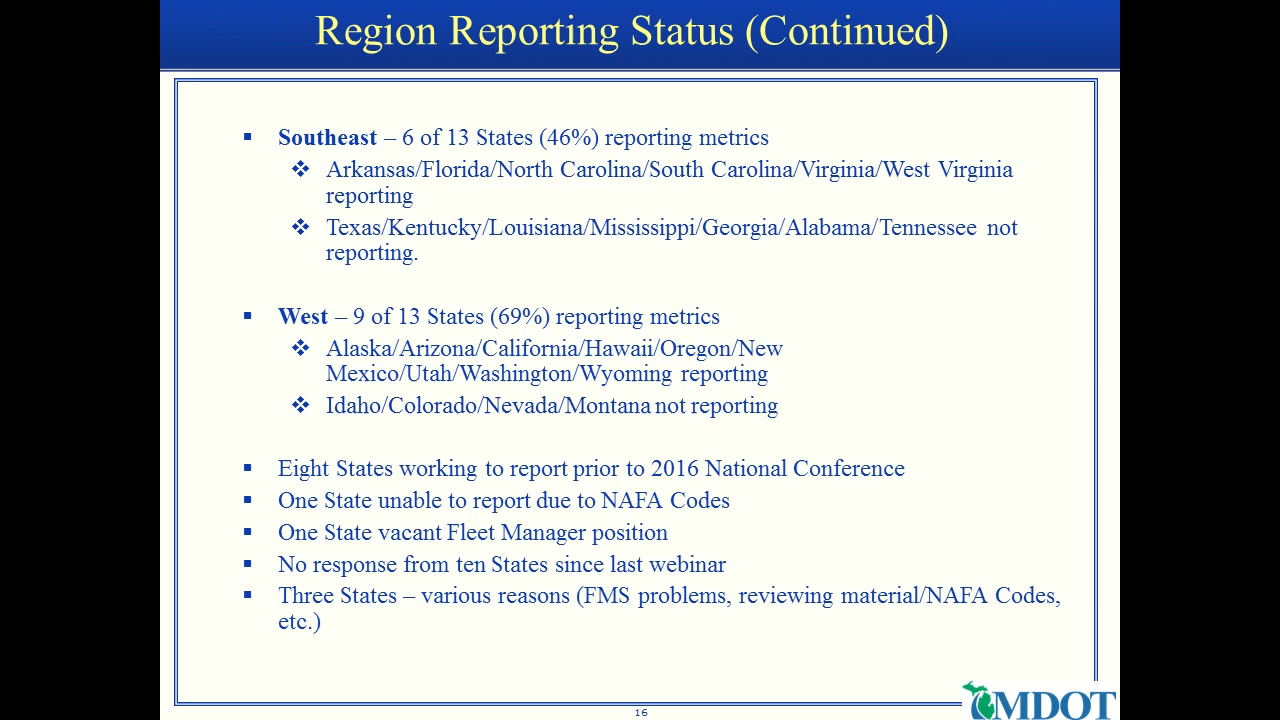 Region Reporting Status (Continued)
▪ Southeast – 6 of 13 States (46%) reporting metrics
❖ Arkansas/Florida/North Carolina/South Carolina/Virginia/West Virginia
reporting
❖ Texas/Kentucky/Louisiana/Mississippi/Georgia/Alabama/Tennessee not
reporting.
▪ West – 9 of 13 States (69%) reporting metrics
❖ Alaska/Arizona/California/Hawaii/Oregon/New
Mexico/Utah/Washington/Wyoming reporting
❖ Idaho/Colorado/Nevada/Montana not reporting
▪ Eight States working to report prior to 2016 National Conference
▪ One State unable to report due to NAFA Codes
▪ One State vacant Fleet Manager position
▪ No response from ten States since last webinar
▪ Three States – various reasons (FMS problems, reviewing material/NAFA Codes,
etc.)
16
MDOT